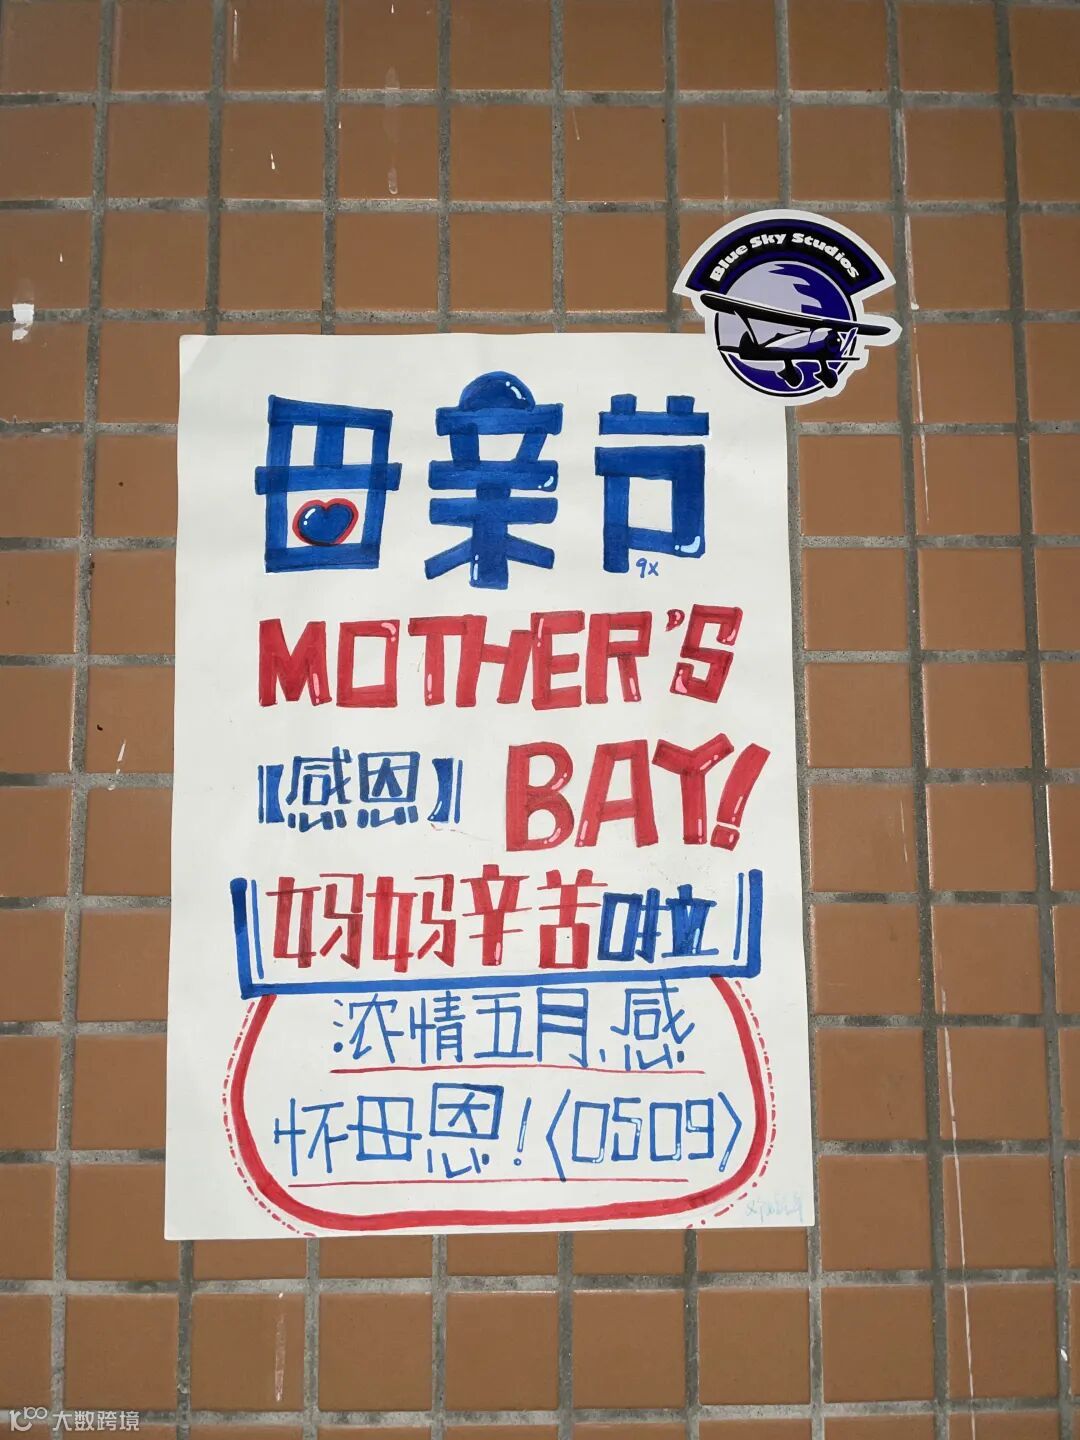 Blue Sky Studios
母亲节
9x
MOTHER'S
【感恩】 BAY!
妈妈辛苦啦
浓情五月、感
怀母恩！〈0509〉
大数跨境